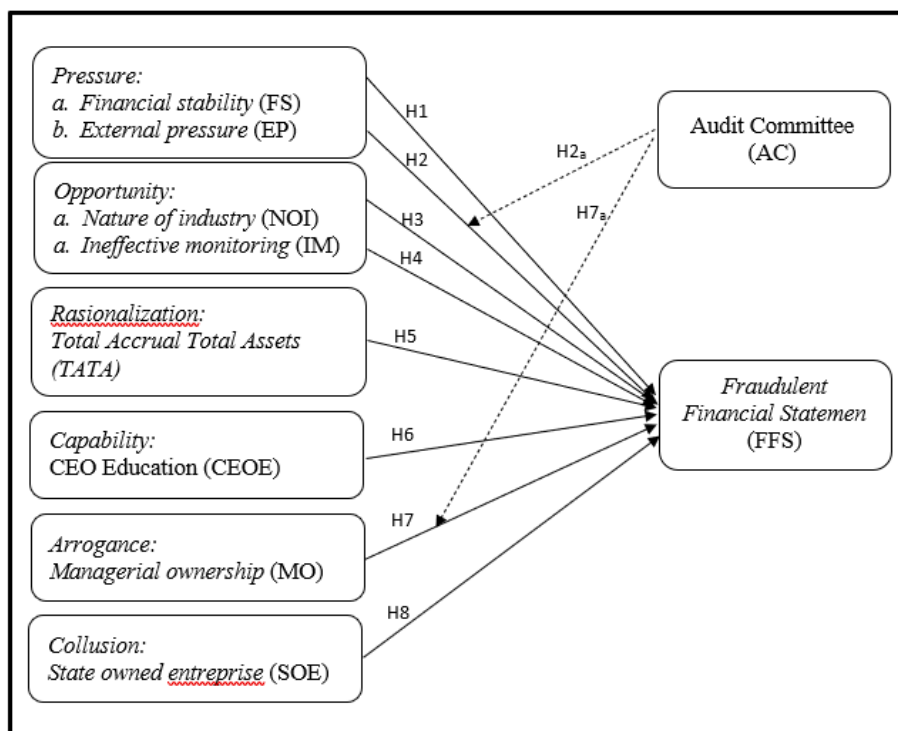 Pressure:
a. Financial stability (FS)
b. External pressure (EP)
Opportunity:
a. Nature of industry (NOI)
a. Ineffective monitoring (IM)
Rasionalization:
Total Accrual Total Assets
(TATA)
Capability:
CEO Education (CEOE)
Arrogance:
Managerial ownership (MO)
Collusion:
State owned entreprise (SOE)
H1
H2
H3
H4
H5
H6
H7
H8
H2a
H7a
Audit Committee
(AC)
Fraudulent
Financial Statemen
(FFS)